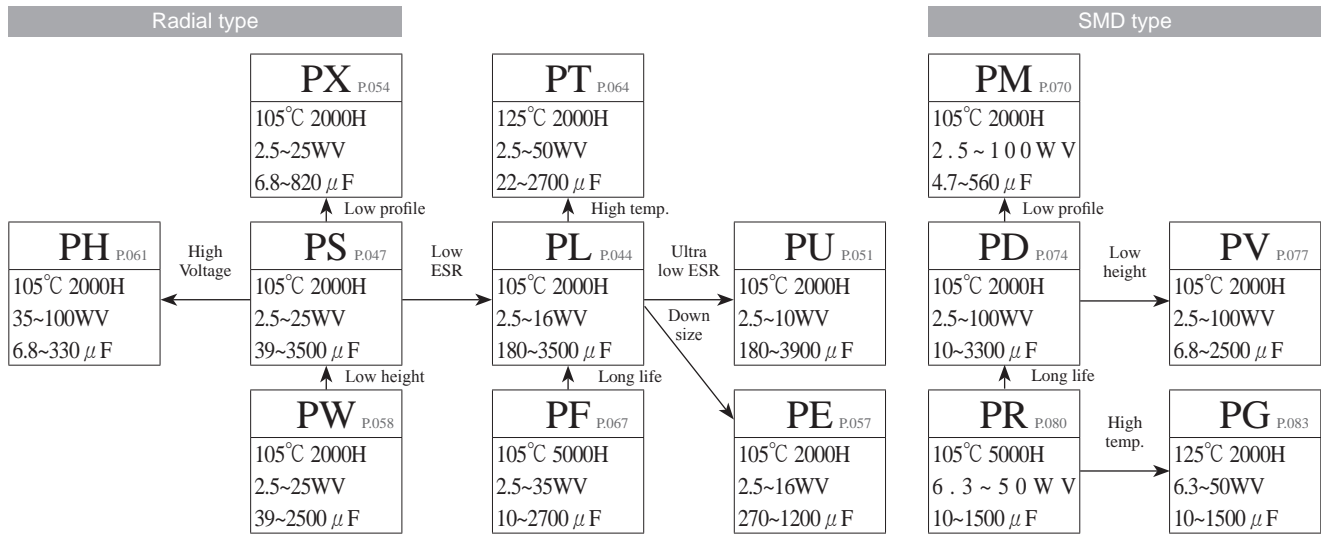 Radial type
SMD type
PX P.054
105℃ 2000H
2.5~25WV
6.8~820 μF
PT P.064
125℃ 2000H
2.5~50WV
22~2700 μF
PM P.070
105℃ 2000H
2.5~100WV
4.7~560 μF
Low profile
High temp.
Low profile
PH P.061
105℃ 2000H
35~100WV
6.8~330 μF
High
Voltage
PS P.047
105℃ 2000H
2.5~25WV
39~3500 μF
Low
ESR
PL P.044
105℃ 2000H
2.5~16WV
180~3500 μF
Ultra
low ESR
Down
size
PU P.051
105℃ 2000H
2.5~10WV
180~3900 μF
PD P.074
105℃ 2000H
2.5~100WV
10~3300 μF
Low
height
PV P.077
105℃ 2000H
2.5~100WV
6.8~2500 μF
Low height
Long life
Long life
PW P.058
105℃ 2000H
2.5~25WV
39~2500 μF
PF P.067
105℃ 5000H
2.5~35WV
10~2700 μF
PE P.057
105℃ 2000H
2.5~16WV
270~1200 μF
PR P.080
105℃ 5000H
6.3~50WV
10~1500 μF
High
temp.
PG P.083
125℃ 2000H
6.3~50WV
10~1500 μF